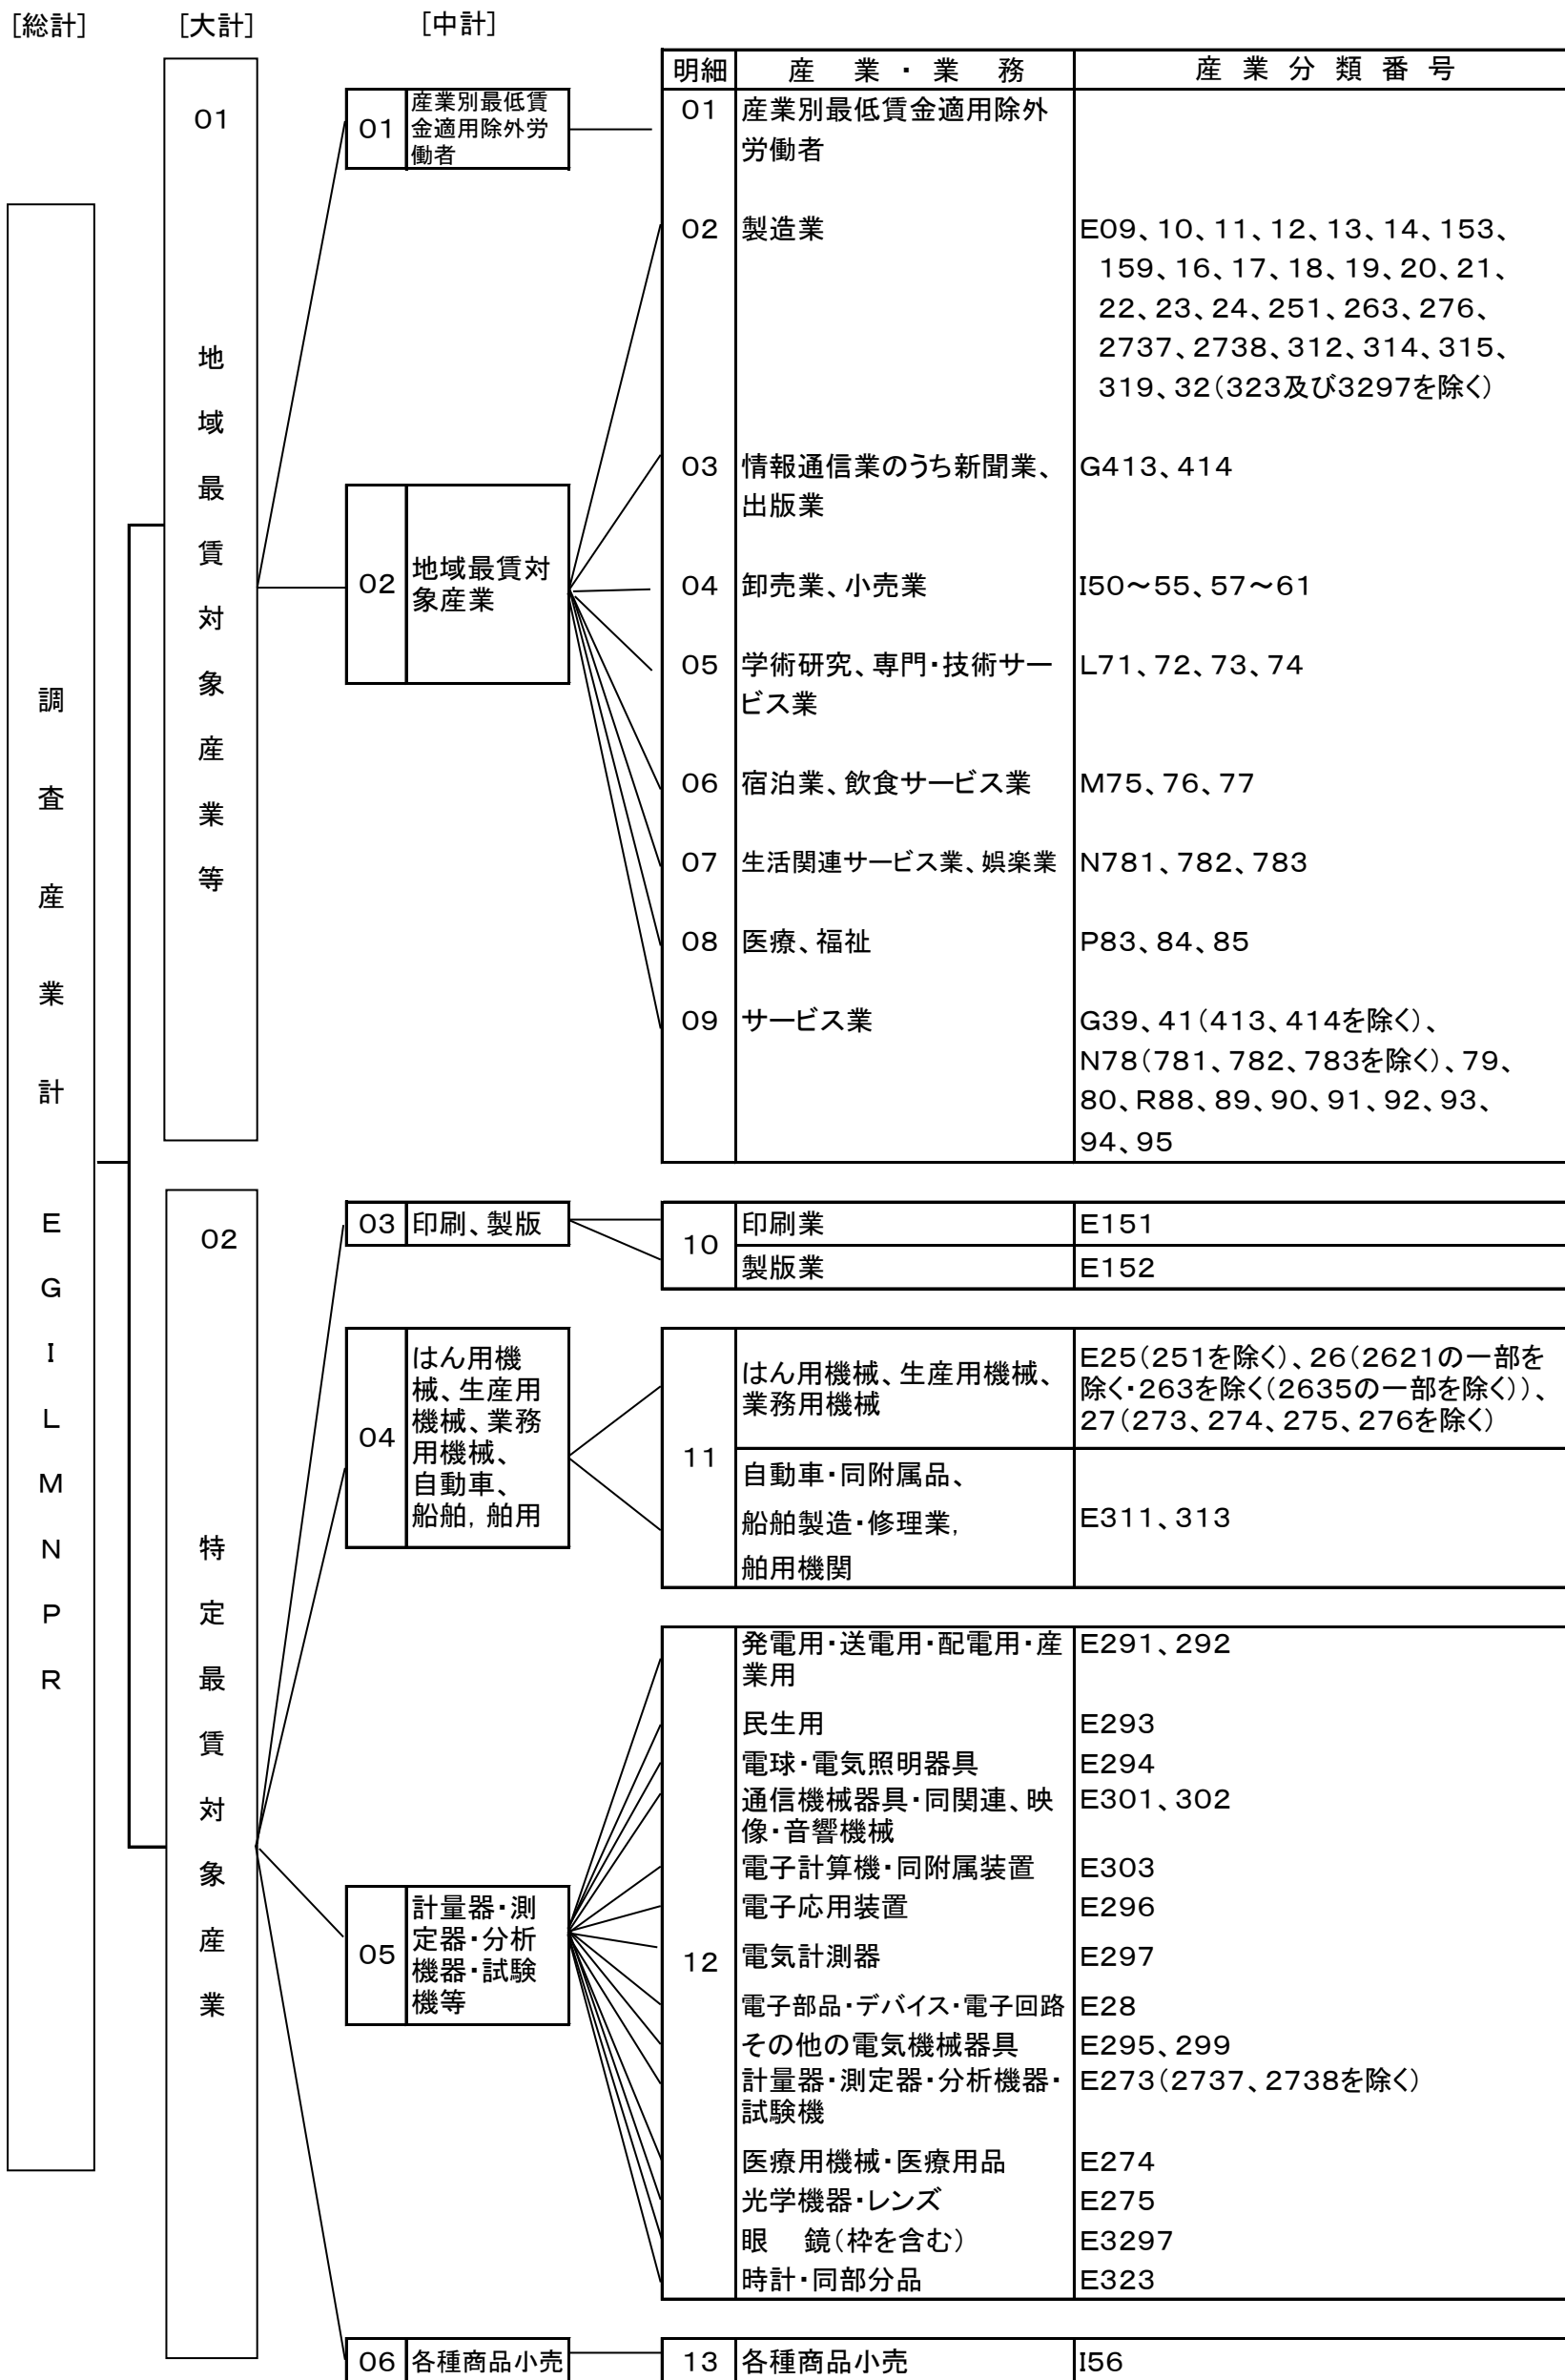 ［総計］　［大計］　［中計］
調査産業計　ＥＧＩＬＭＮＰＲ
01
地域最賃対象産業等
01　産業別最低賃
金適用除外労
働者
02　地域最賃対
象産業
明細　産　業・業　務　産業分類番号
01　産業別最低賃金適用除外
労働者
02　製造業　E09、10、11、12、13、14、153、
159、16、17、18、19、20、21、
22、23、24、251、263、276、
2737、2738、312、314、315、
319、32（323及び3297を除く）
03　情報通信業のうち新聞業、　G413、414
出版業
04　卸売業、小売業　I50～55、57～61
05　学術研究、専門・技術サー　L71、72、73、74
ビス業
06　宿泊業、飲食サービス業　M75、76、77
07　生活関連サービス業、娯楽業　N781、782、783
08　医療、福祉　P83、84、85
09　サービス業　G39、41（413、414を除く）、
N78（781、782、783を除く）、79、
80、R88、89、90、91、92、93、
94、95
02
特定最賃対象産業
03　印刷、製版
10　印刷業　E151
製版業　E152
04　はん用機
械、生産用
機械、業務
用機械、
自動車、
船舶，舶用
11　はん用機械、生産用機械、
業務用機械
E25（251を除く）、26（2621の一部を
除く・263を除く（2635の一部を除く））、
27（273、274、275、276を除く）
自動車・同附属品、
船舶製造・修理業，
舶用機関
E311、313
05　計量器・測
定器・分析
機器・試験
機等
12　発電用・送電用・配電用・産　E291、292
業用
民生用　E293
電球・電気照明器具　E294
通信機械器具・同関連、映　E301、302
像・音響機械
電子計算機・同附属装置　E303
電子応用装置　E296
電気計測器　E297
電子部品・デバイス・電子回路　E28
その他の電気機械器具　E295、299
計量器・測定器・分析機器・　E273（2737、2738を除く）
試験機
医療用機械・医療用品　E274
光学機器・レンズ　E275
眼　鏡（枠を含む）　E3297
時計・同部分品　E323
06　各種商品小売
13　各種商品小売　I56